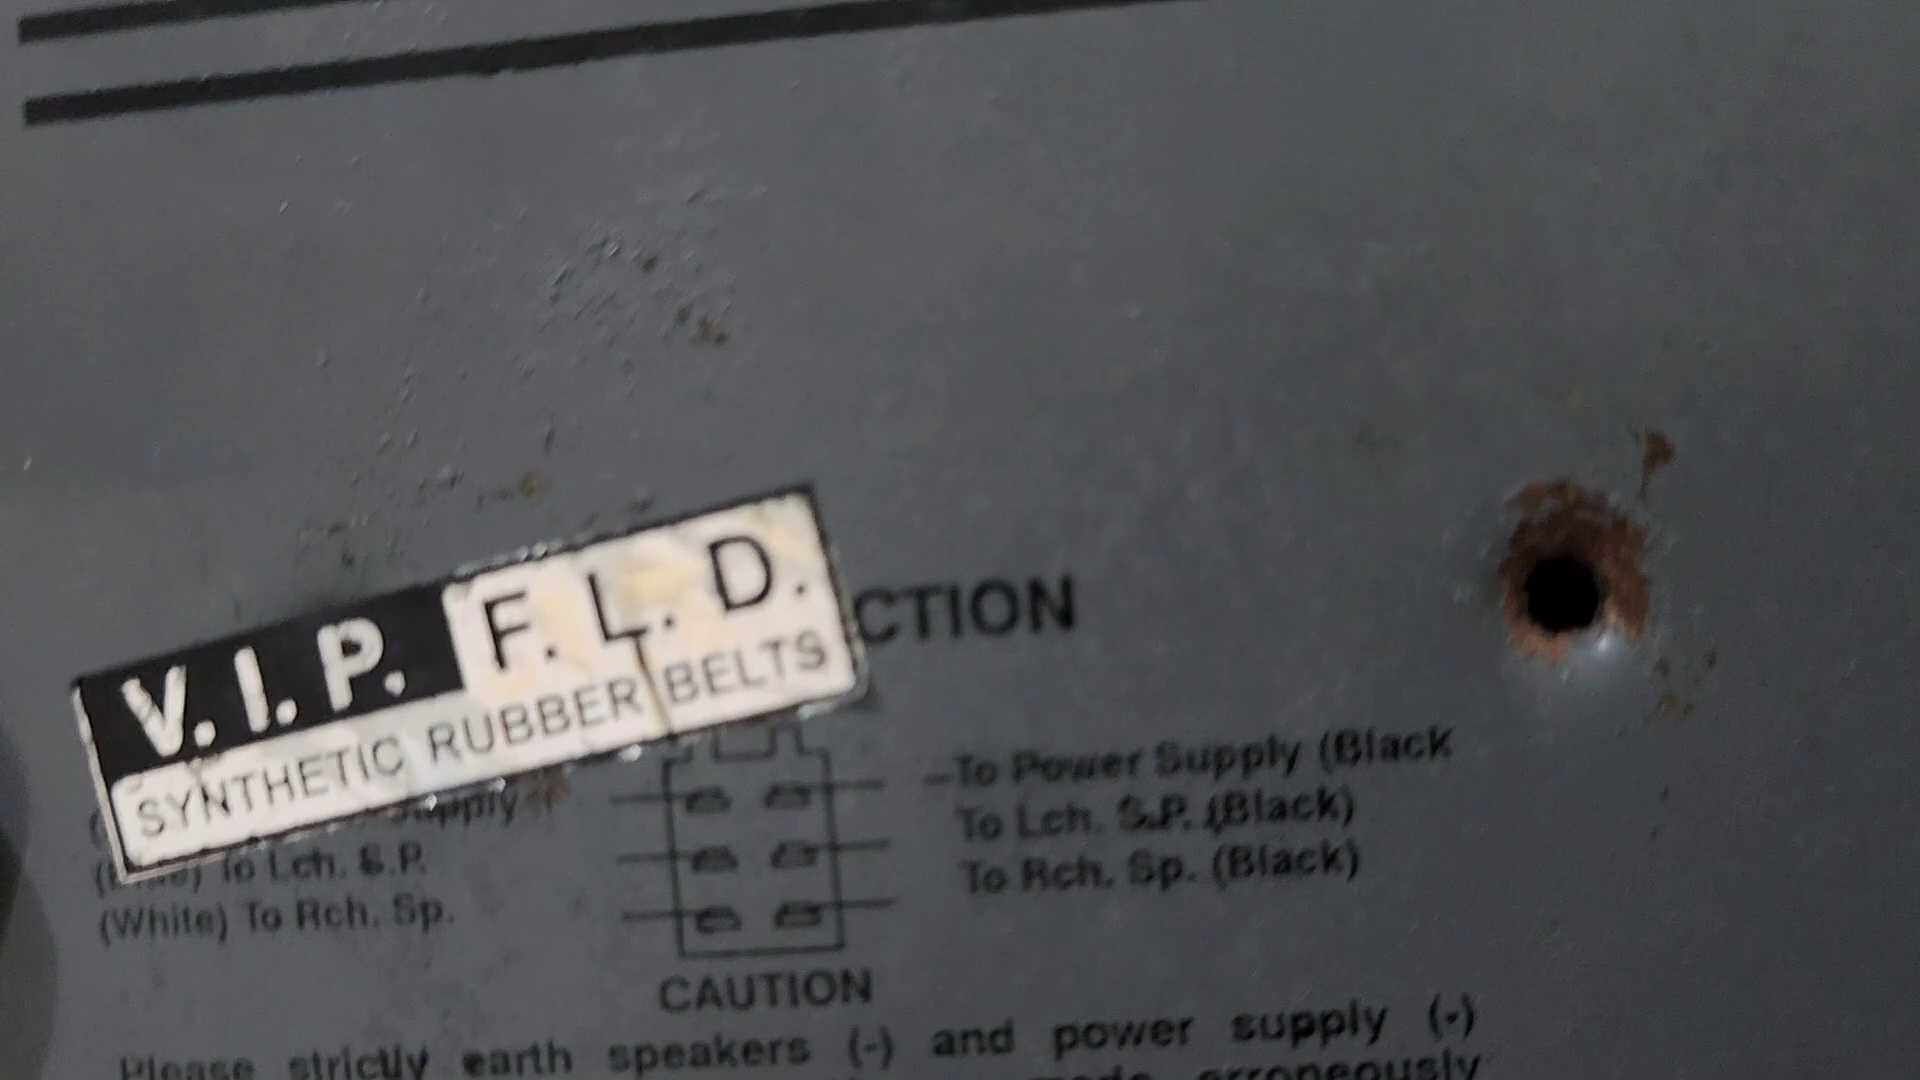 V.I.P. F.L.D.
SYNTHETIC RUBBER BELTS
CTION
To Power Supply (Black
To Lch. S.P. (Black)
To Lch. S.P.
To Rch. Sp. (Black)
(White) To Rch. Sp.
CAUTION
Please strictly earth speakers (-) and power supply (-)
erroneously